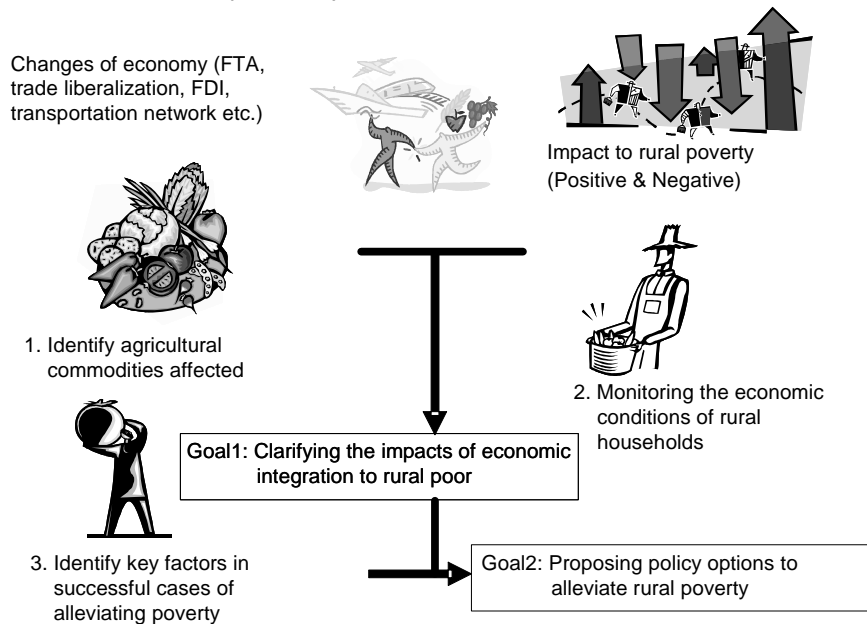 Changes of economy (FTA,
trade liberalization, FDI,
transportation network etc.)
Impact to rural poverty
(Positive & Negative)
1. Identify agricultural
commodities affected
2. Monitoring the economic
conditions of rural
households
Goal1: Clarifying the impacts of economic
integration to rural poor
3. Identify key factors in
successful cases of
alleviating poverty
Goal2: Proposing policy options to
alleviate rural poverty